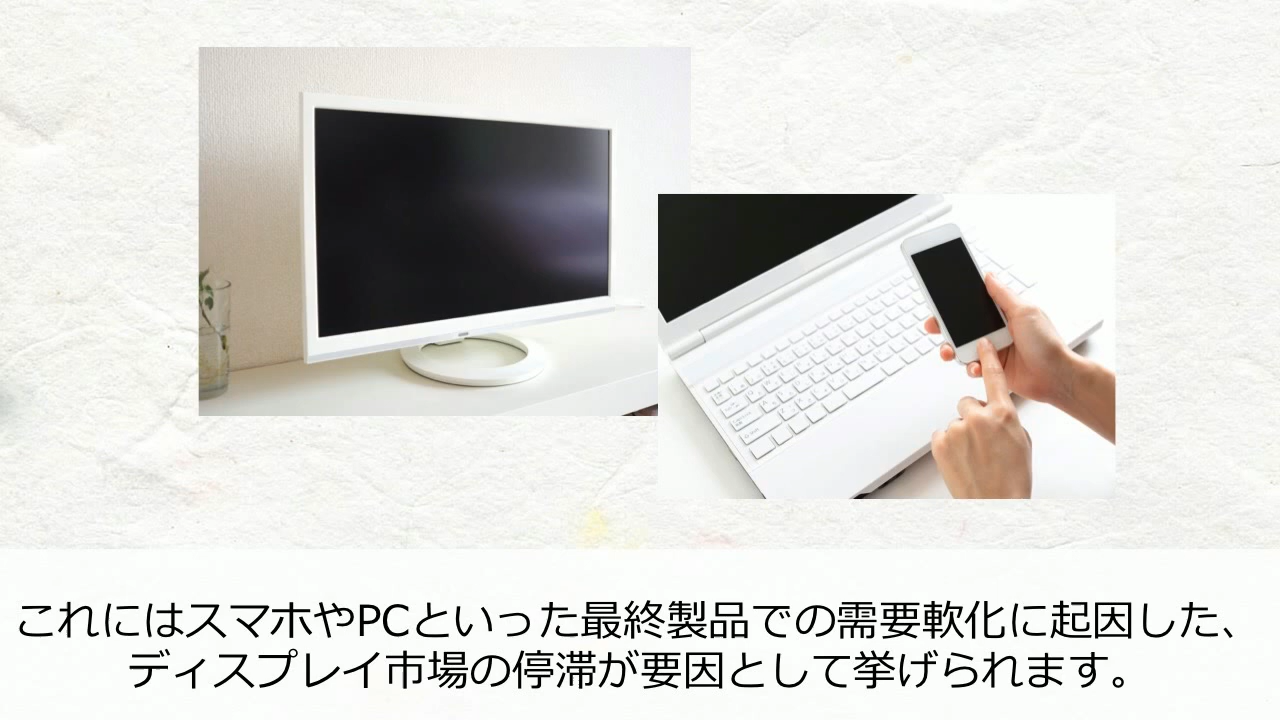 これにはスマホやPCといった最終製品での需要軟化に起因した、
ディスプレイ市場の停滞が要因として挙げられます。